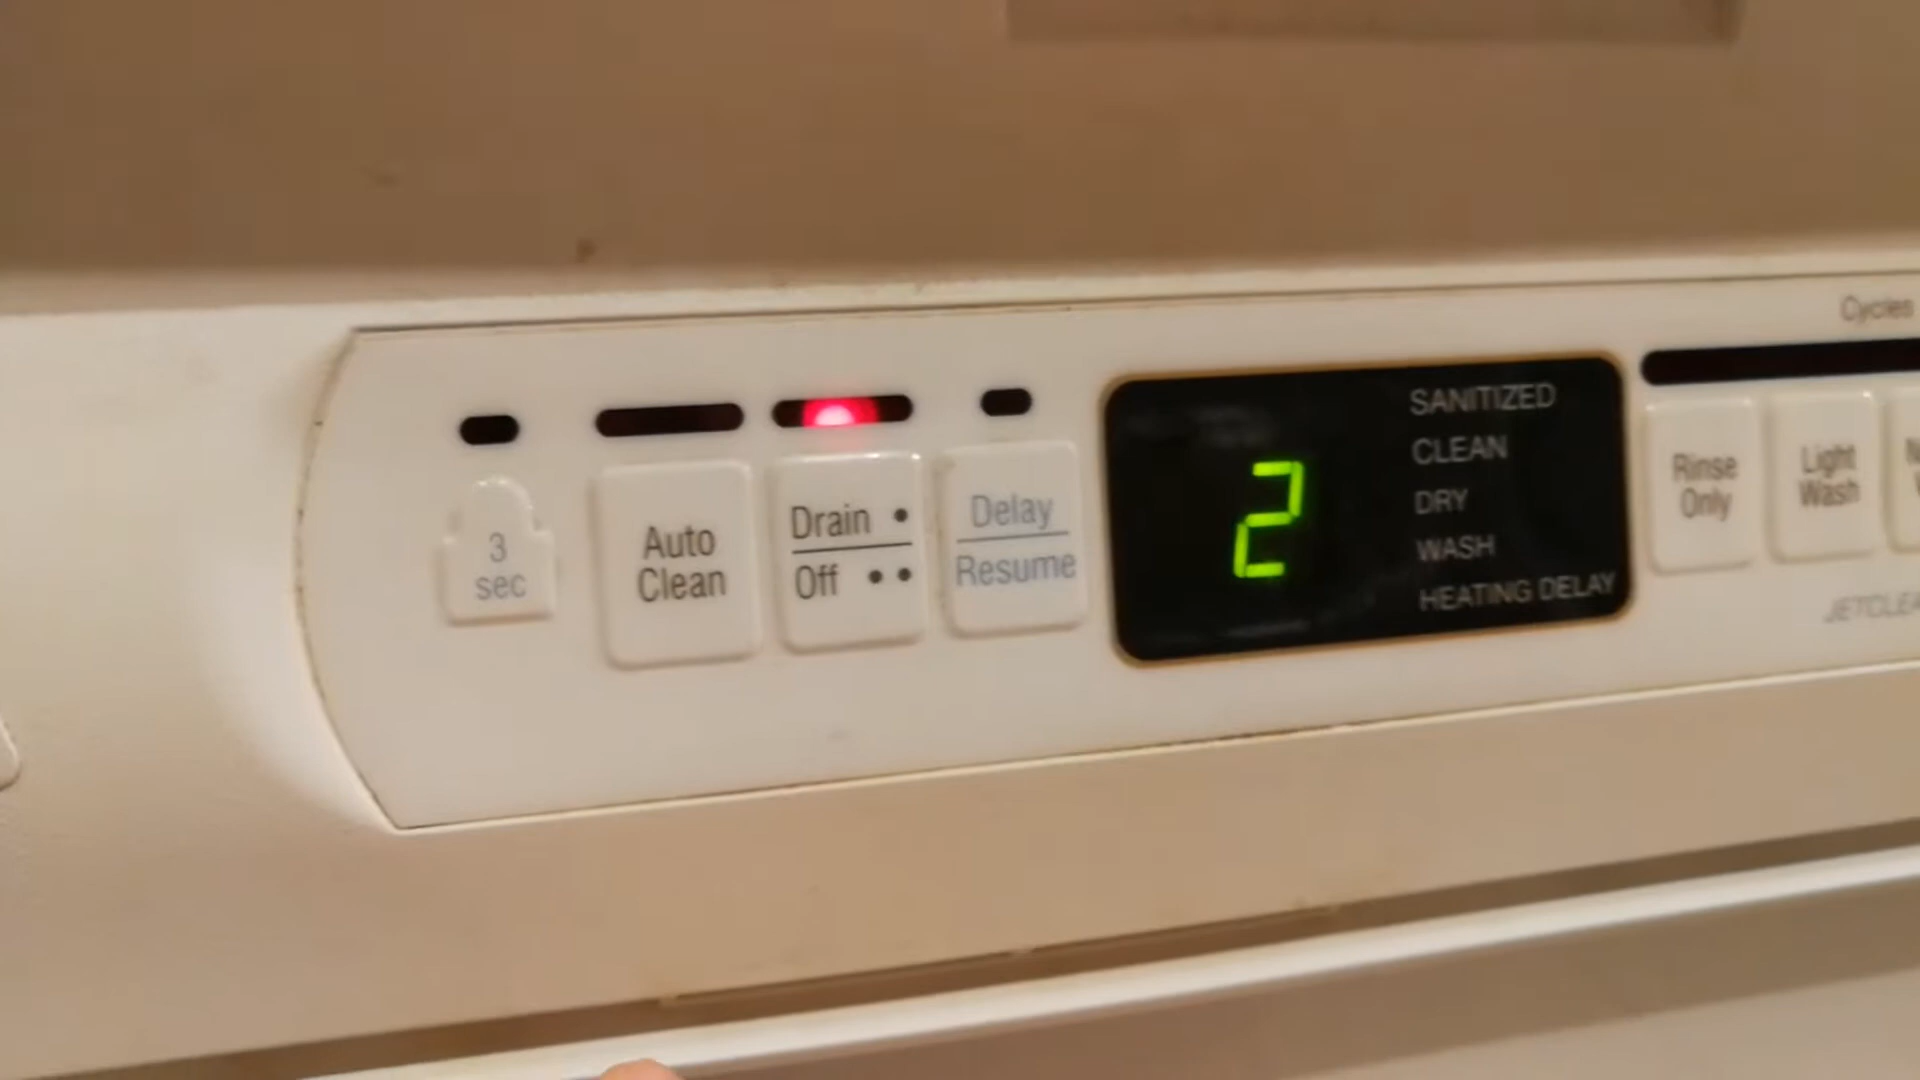 Cycles
3
sec
Auto
Clean
Drain •
Off ••
Delay
Resume
2
SANITIZED
CLEAN
DRY
WASH
HEATING DELAY
Rinse
Only
Light
Wash